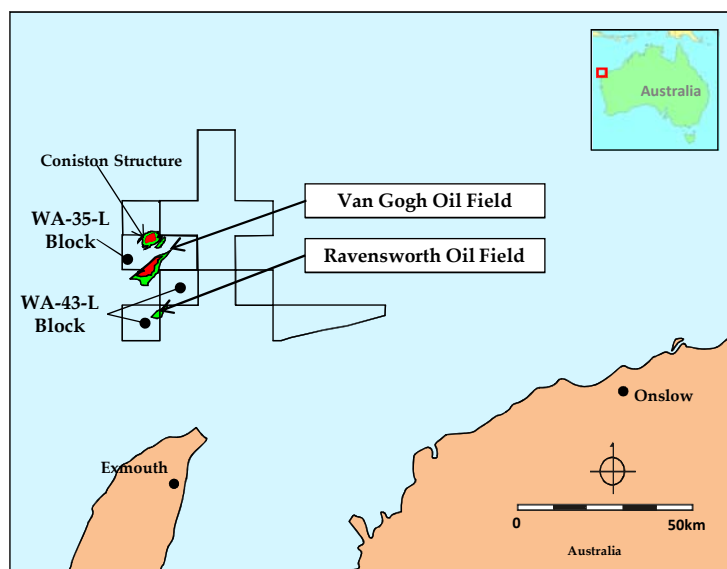 Australia
Coniston Structure
Van Gogh Oil Field
WA-35-L
Block
Ravensworth Oil Field
WA-43-L
Block
Onslow
Exmouth
0
50km
Australia